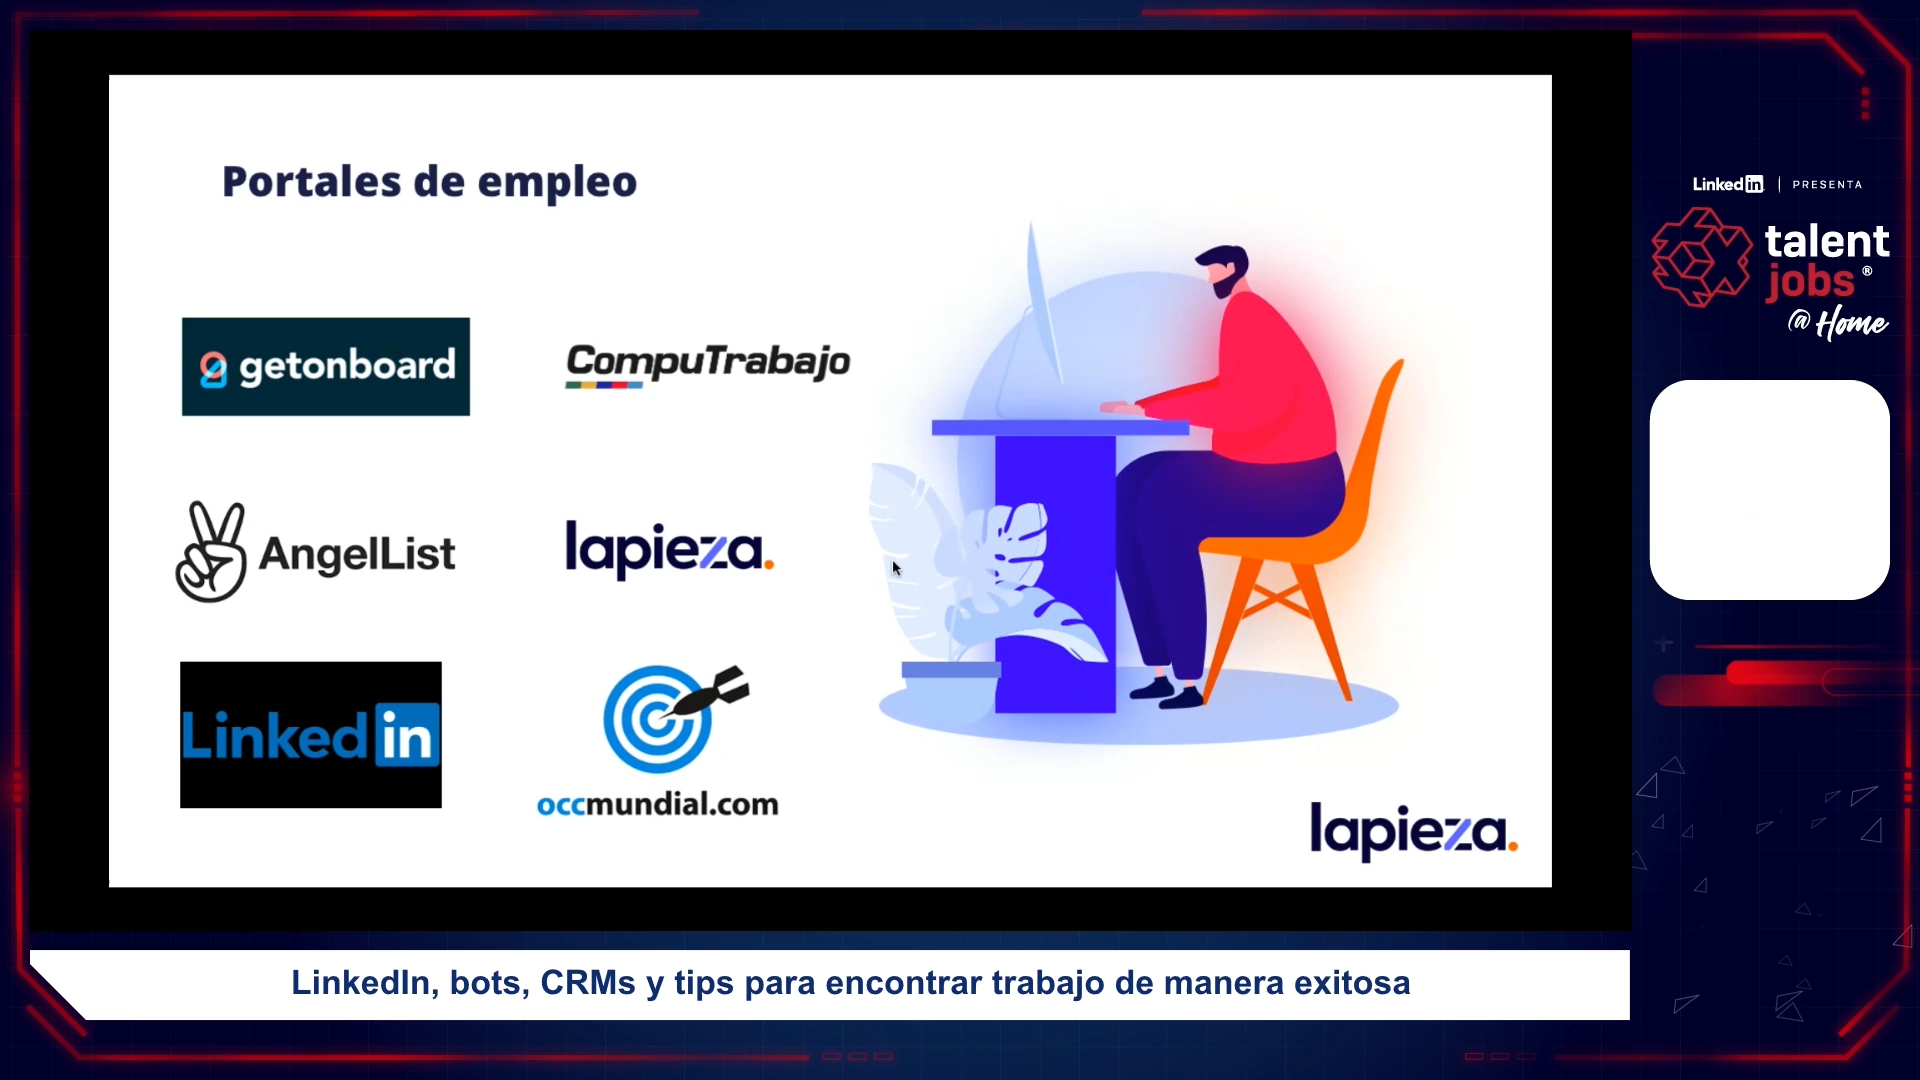 Portales de empleo
getonboard
CompuTrabajo
AngelList
lapieza.
LinkedIn
occmundial.com
lapieza.
LinkedIn | PRESENTA
talent
jobs®
@Home
LinkedIn, bots, CRMs y tips para encontrar trabajo de manera exitosa